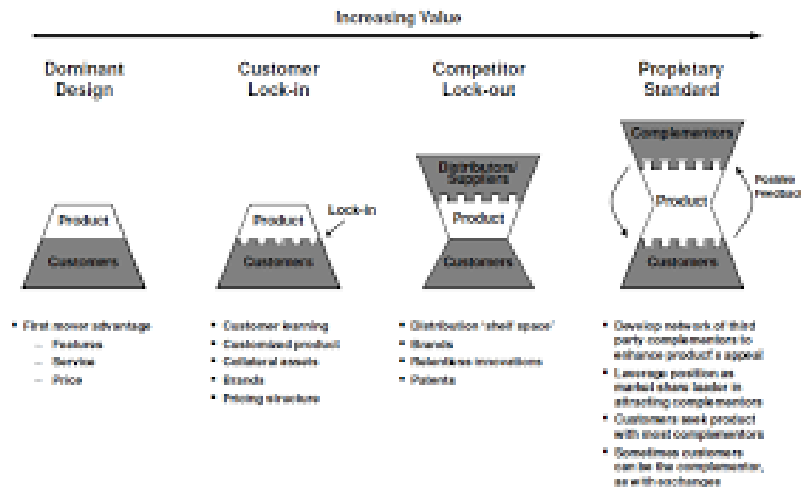 Increasing Value
Dominant
Design
Customer
Lock-in
Competitor
Lock-out
Propietary
Standard
Product
Customers
Lock-in
Product
Customers
Distributors/
Suppliers
Product
Customers
Complementors
Product
Customers
Positive
Feedback
• First mover advantage
– Features
– Service
– Price
• Customer learning
• Customized product
• Collateral assets
• Brands
• Pricing structure
• Distribution 'shelf space'
• Brands
• Relentless innovations
• Patents
• Develop network of third
party complementors to
enhance product's appeal
• Leverage position as
market share leader in
attracting complementors
• Customers seek product
with most complementors
• Sometimes customers
can be the complementor,
as with exchanges